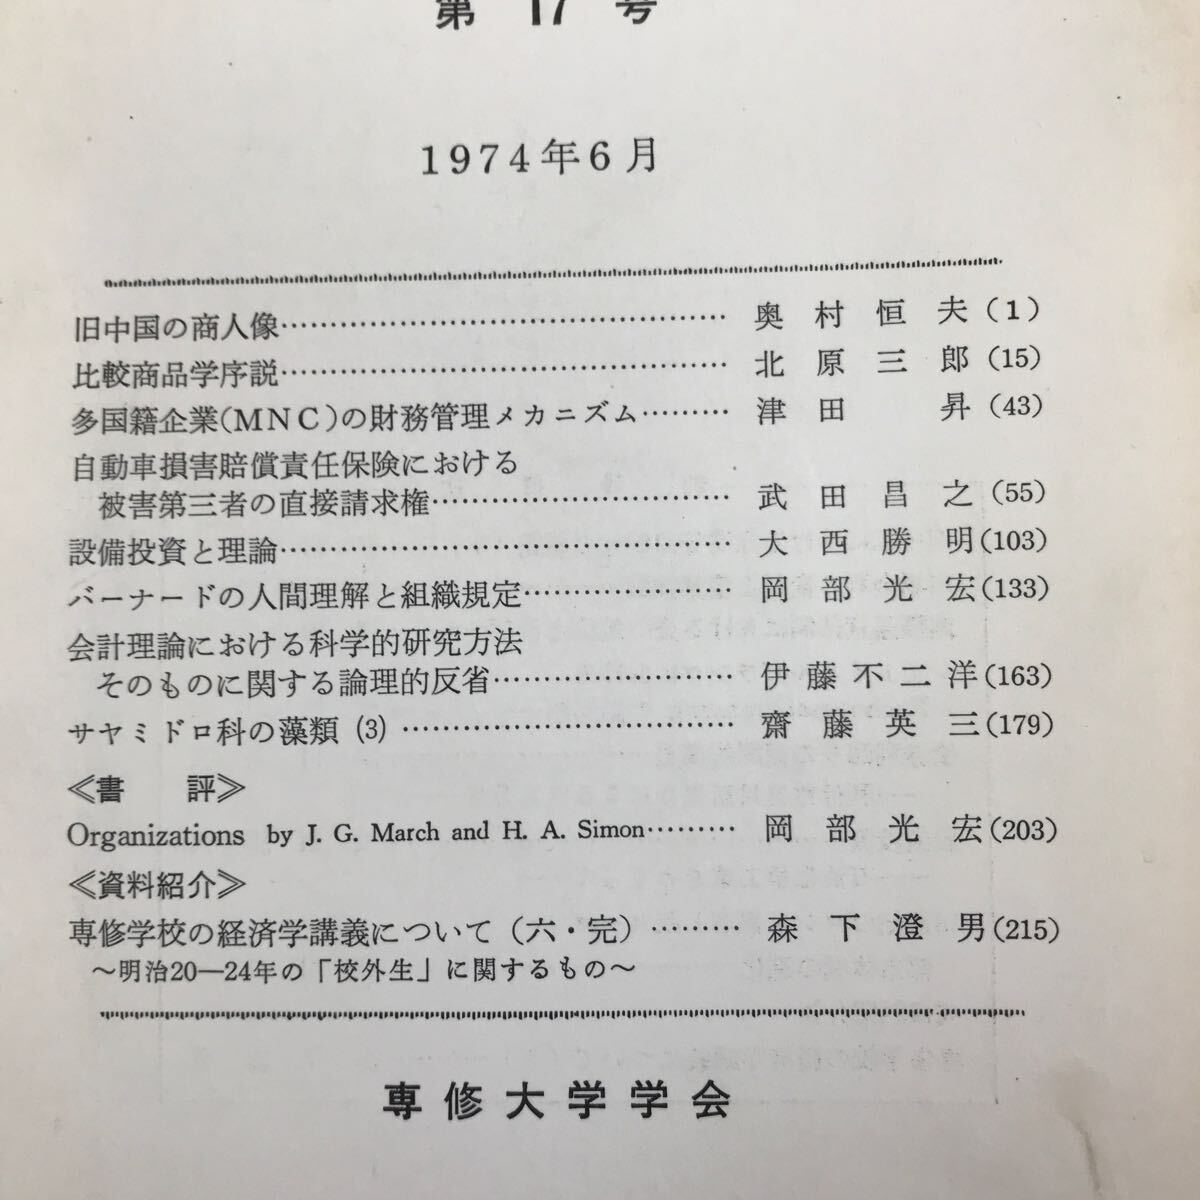 第 17 号
1974年6月
旧中国の商人像…………………………………… 奥村恒夫(1)
比較商品学序説…………………………………… 北原三郎(15)
多国籍企業(MNC)の財務管理メカニズム……… 津田 昇(43)
自動車損害賠償責任保険における
被害第三者の直接請求権……………………… 武田昌之(55)
設備投資と理論…………………………………… 大西勝明(103)
バーナードの人間理解と組織規定……………… 岡部光宏(133)
会計理論における科学的研究方法
そのものに関する論理的反省………………… 伊藤不二洋(163)
サヤミドロ科の藻類 (3) ………………………… 齋藤英三(179)
≪書 評≫
Organizations by J. G. March and H. A. Simon……… 岡部光宏(203)
≪資料紹介≫
専修学校の経済学講義について(六・完)……… 森下澄男(215)
～明治20―24年の「校外生」に関するもの～
専修大学学会